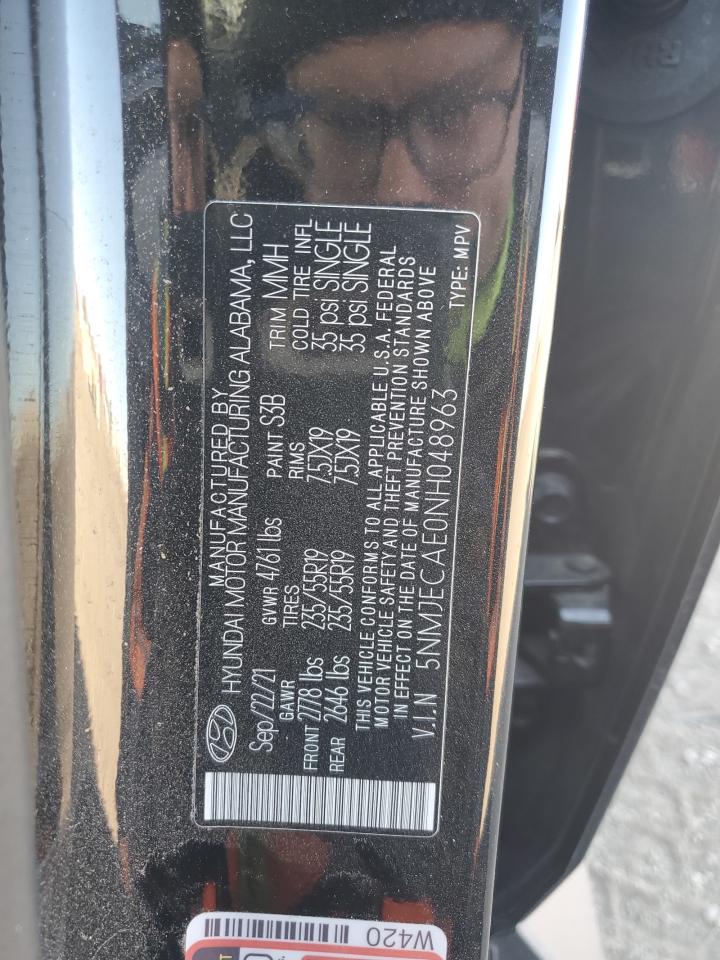 MANUFACTURED BY
HYUNDAI MOTOR MANUFACTURING ALABAMA, LLC
Sep/22/21 GVWR 4761 lbs PAINT S3B TRIM MMH
GAWR TIRES RIMS COLD TIRE INFL
FRONT 2778 lbs 235/55R19 7.5JX19 35 psi: SINGLE
REAR 2646 lbs 235/55R19 7.5JX19 35 psi: SINGLE
THIS VEHICLE CONFORMS TO ALL APPLICABLE U.S.A. FEDERAL
MOTOR VEHICLE SAFETY AND THEFT PREVENTION STANDARDS
IN EFFECT ON THE DATE OF MANUFACTURE SHOWN ABOVE
V.I.N 5NMJECAE0NH048963 TYPE: MPV
W420